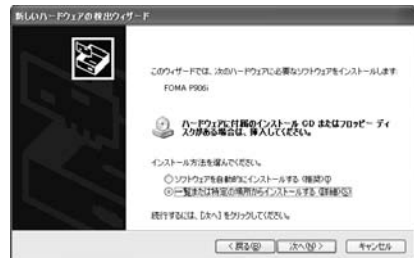 新しいハードウェアの検出ウィザード
このウィザードでは、次のハードウェアに必要なソフトウェアをインストールします:
FOMA P906i
ハードウェアに付属のインストール CD またはフロッピー ディ
スクがある場合は、挿入してください。
インストール方法を選んでください。
ソフトウェアを自動的にインストールする (推奨)(I)
一覧または特定の場所からインストールする (詳細)(S)
続行するには、[次へ] をクリックしてください。
< 戻る(B)
次へ(N) >
キャンセル